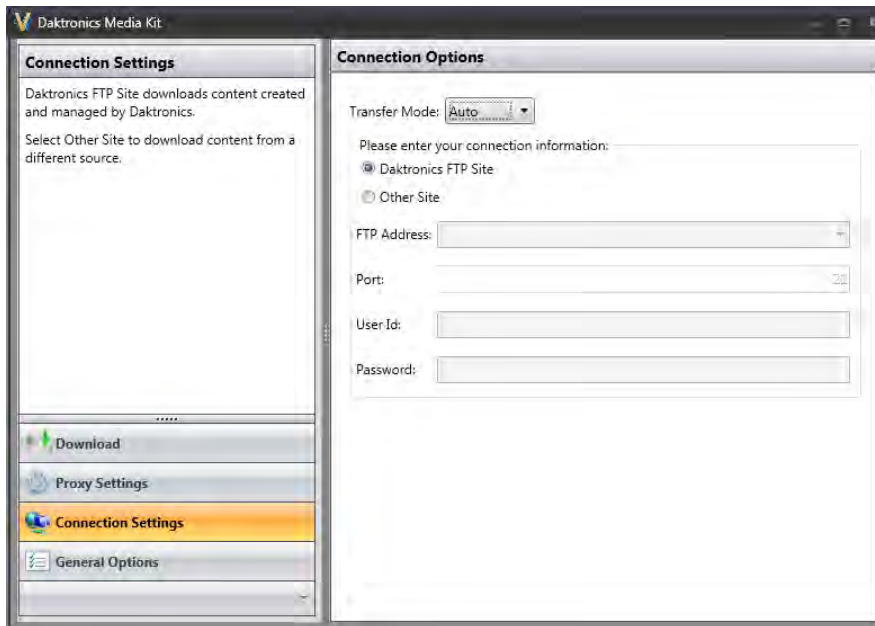 Daktronics Media Kit
Connection Settings
Daktronics FTP Site downloads content created
and managed by Daktronics.
Select Other Site to download content from a
different source.
Download
Proxy Settings
Connection Settings
General Options
Connection Options
Transfer Mode: Auto
Please enter your connection information:
Daktronics FTP Site
Other Site
FTP Address:
Port:
User Id:
Password: